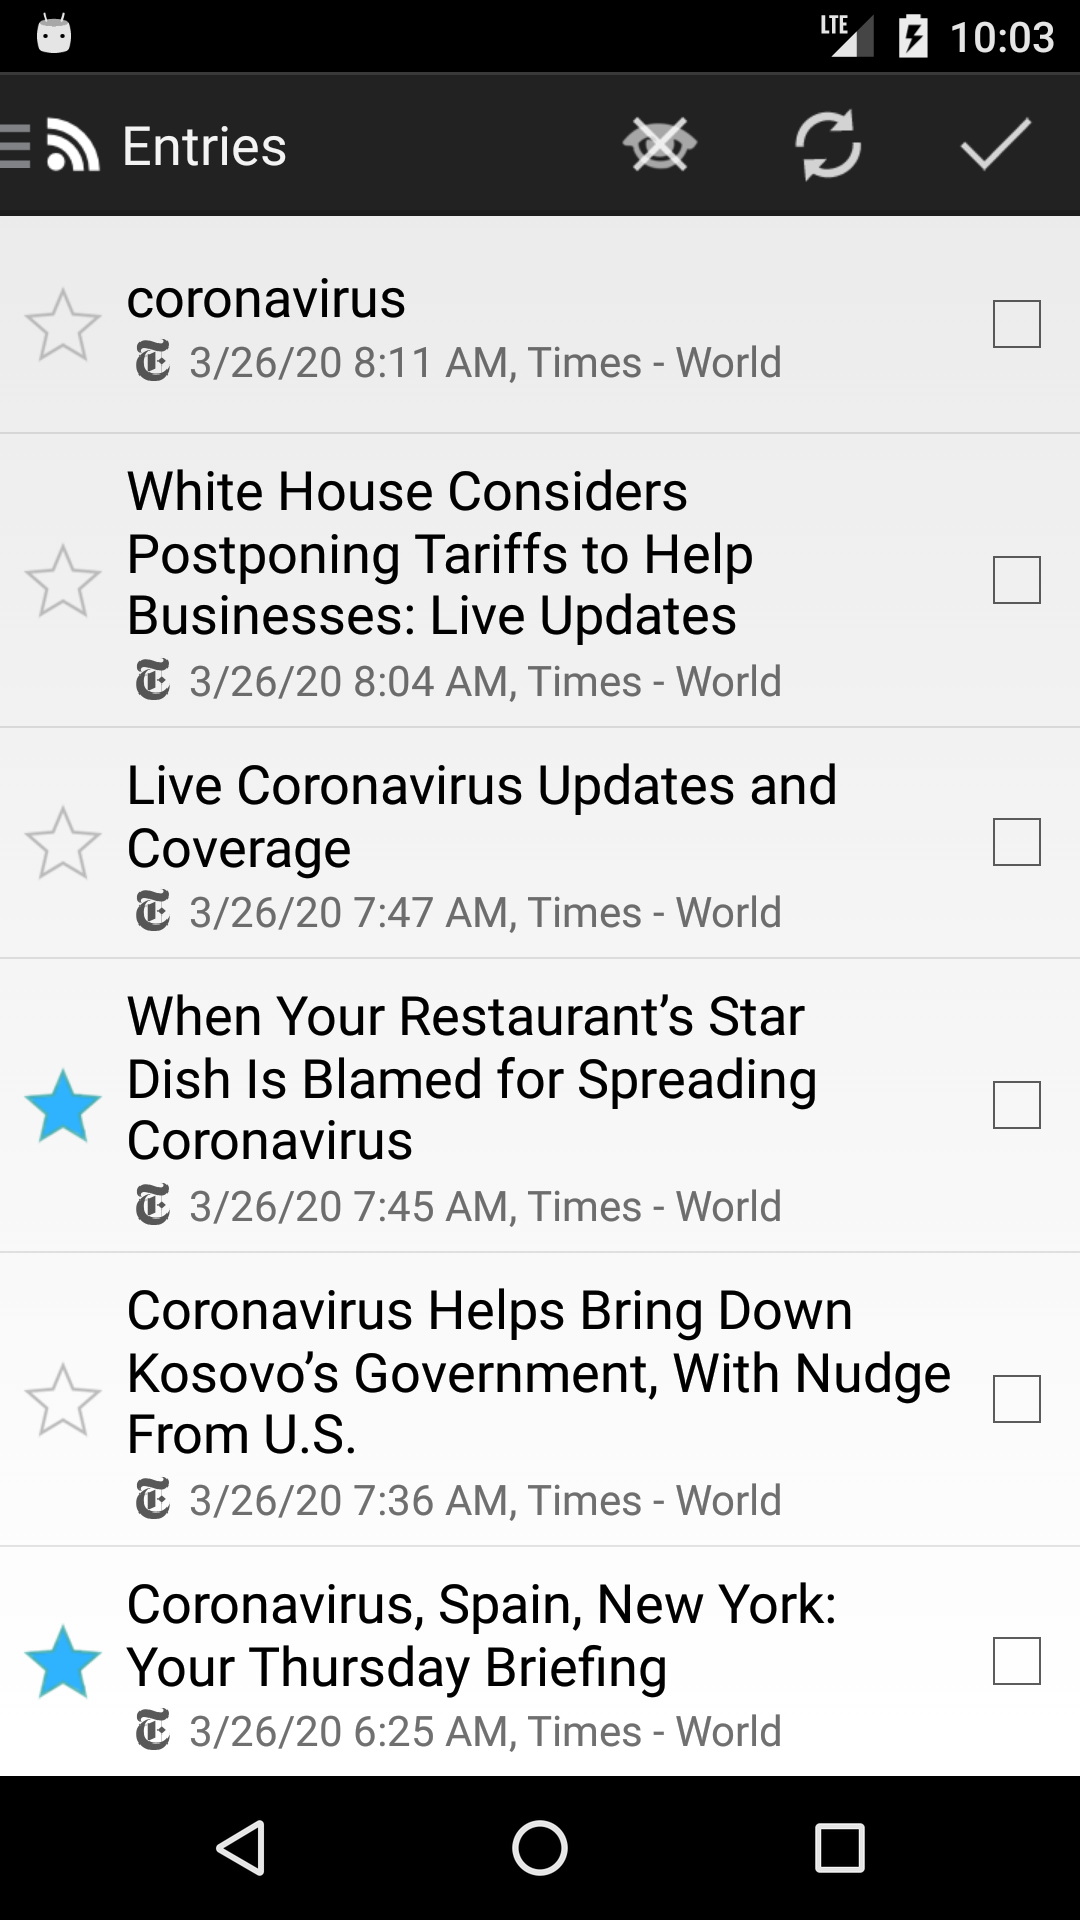 LTE 10:03
Entries
coronavirus
3/26/20 8:11 AM, Times - World
White House Considers
Postponing Tariffs to Help
Businesses: Live Updates
3/26/20 8:04 AM, Times - World
Live Coronavirus Updates and
Coverage
3/26/20 7:47 AM, Times - World
When Your Restaurant’s Star
Dish Is Blamed for Spreading
Coronavirus
3/26/20 7:45 AM, Times - World
Coronavirus Helps Bring Down
Kosovo’s Government, With Nudge
From U.S.
3/26/20 7:36 AM, Times - World
Coronavirus, Spain, New York:
Your Thursday Briefing
3/26/20 6:25 AM, Times - World